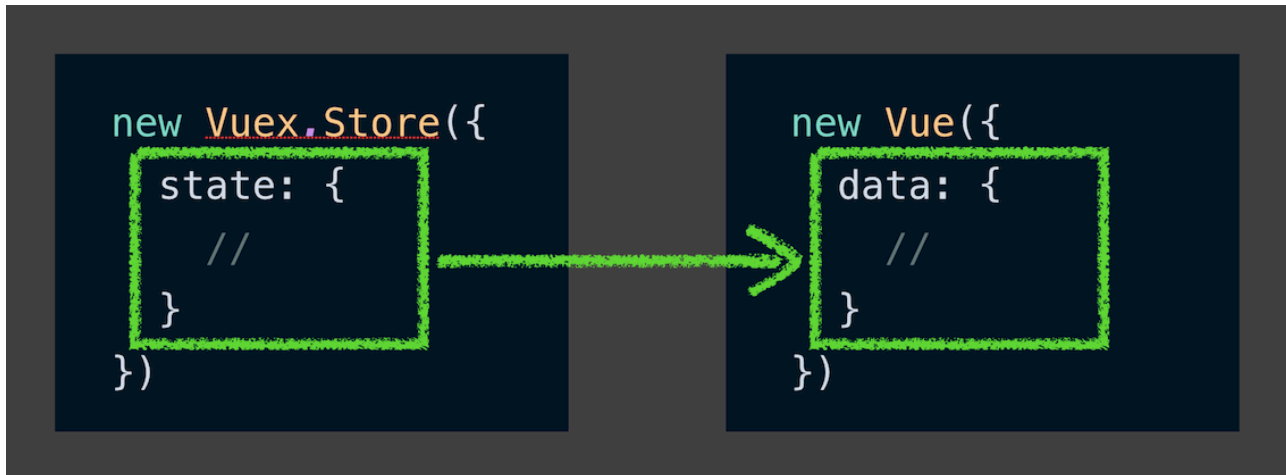 new Vuex.Store({
state: {
//
}
})
new Vue({
data: {
//
}
})